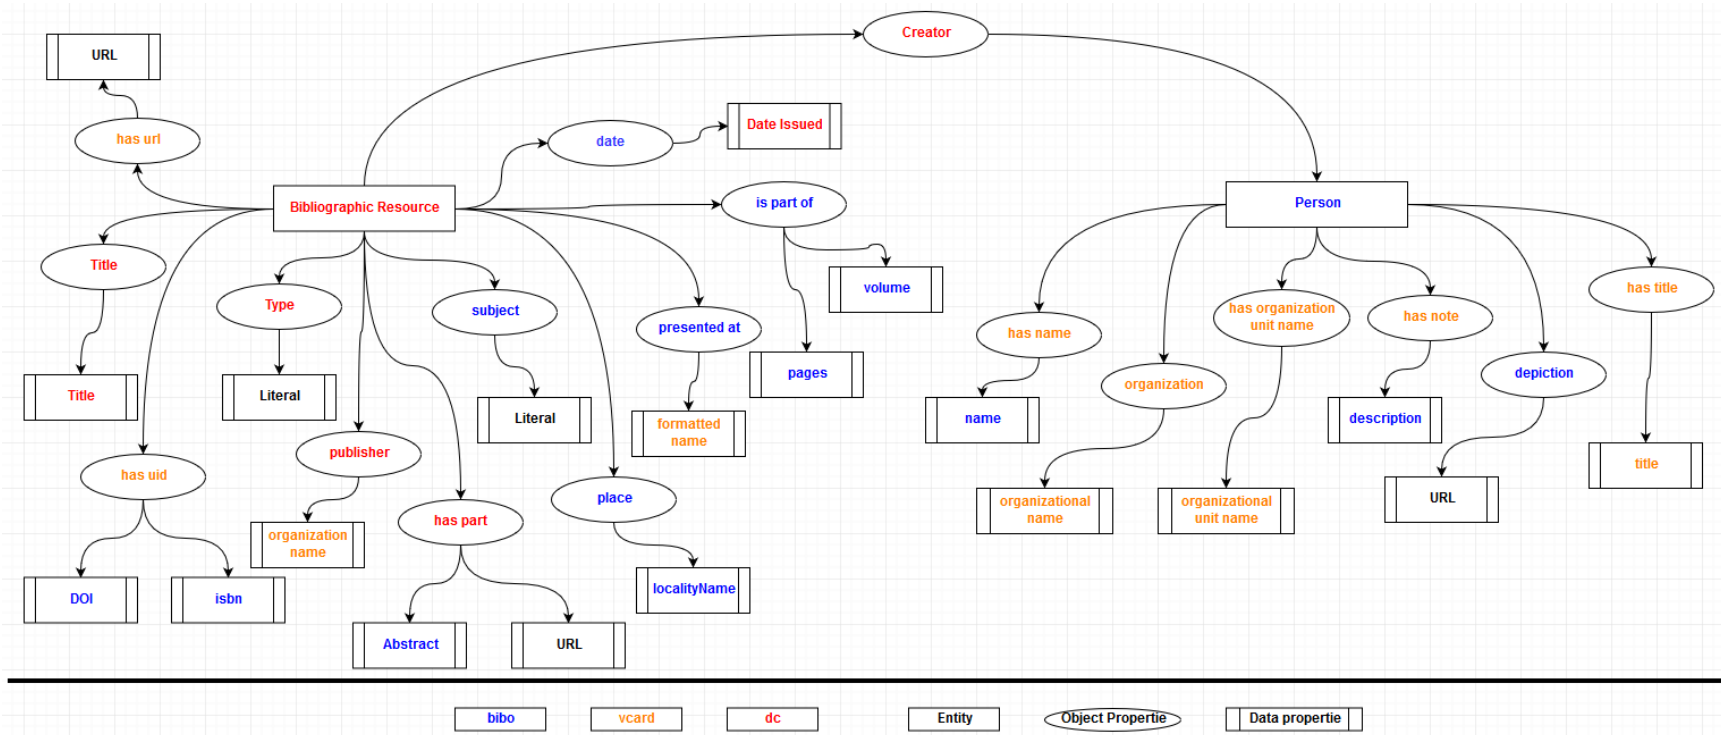 Creator
URL
Date Issued
has url
date
Bibliographic Resource
is part of
Person
Title
volume
has title
Type
subject
presented at
has name
has organization
unit name
has note
pages
organization
depiction
Title
Literal
Literal
formatted
name
name
description
publisher
has uid
place
title
has part
organizational
name
organizational
unit name
URL
organization
name
DOI
isbn
localityName
Abstract
URL
bibo
vcard
dc
Entity
Object Propertie
Data propertie